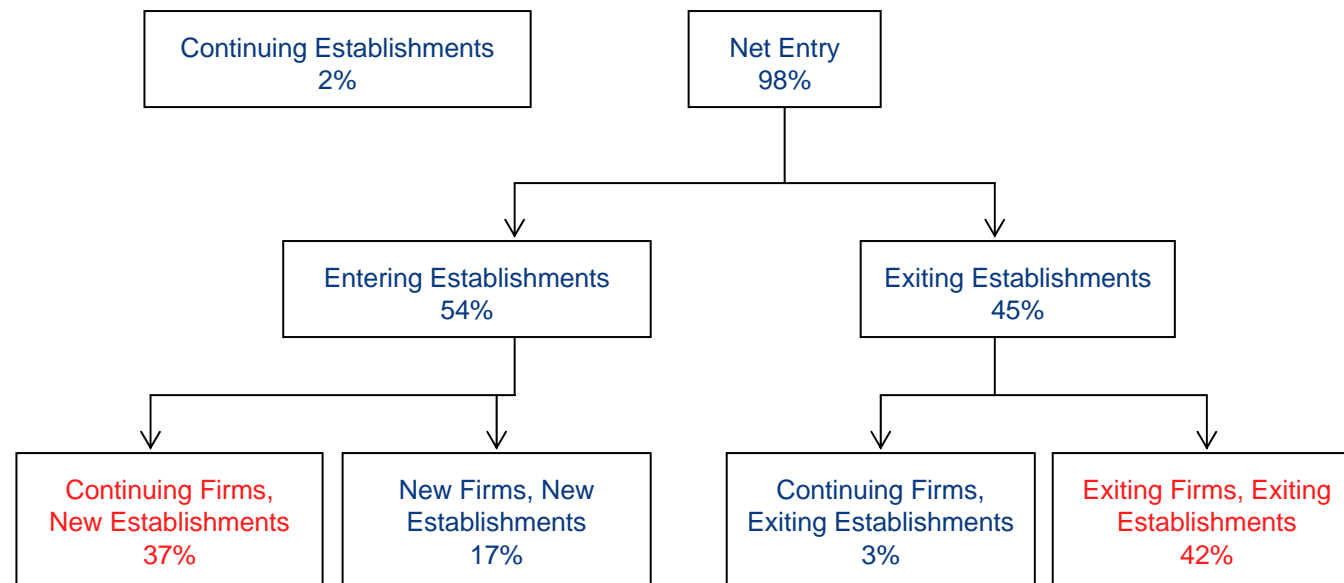 Continuing Establishments
2%
Net Entry
98%
Entering Establishments
54%
Exiting Establishments
45%
Continuing Firms,
New Establishments
37%
New Firms, New
Establishments
17%
Continuing Firms,
Exiting Establishments
3%
Exiting Firms, Exiting
Establishments
42%